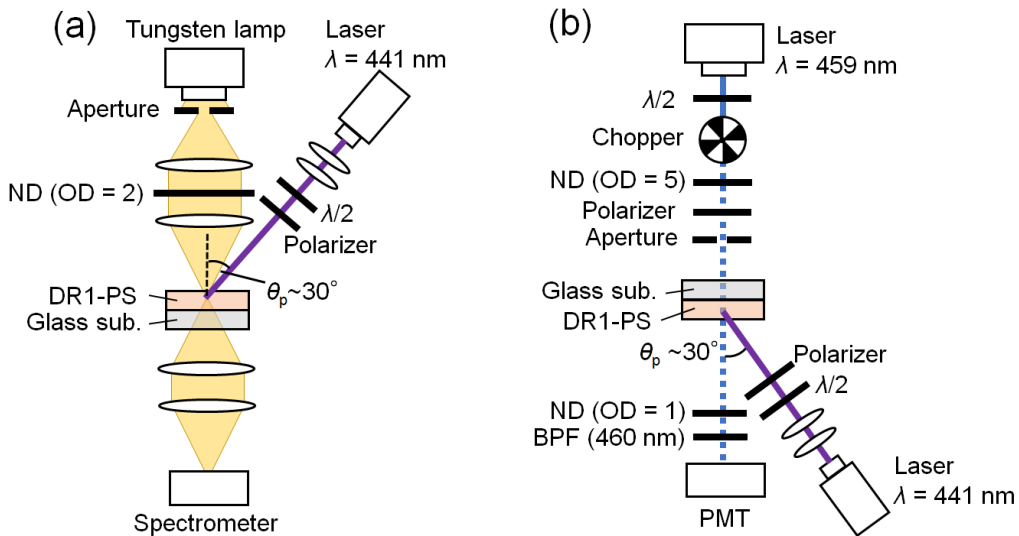 (a)
Tungsten lamp
Laser
λ = 441 nm
Aperture
ND (OD = 2)
λ/2
Polarizer
θp~30°
DR1-PS
Glass sub.
Spectrometer
(b)
Laser
λ = 459 nm
λ/2
Chopper
ND (OD = 5)
Polarizer
Aperture
Glass sub.
DR1-PS
θp ~30°
Polarizer
λ/2
ND (OD = 1)
BPF (460 nm)
Laser
λ = 441 nm
PMT